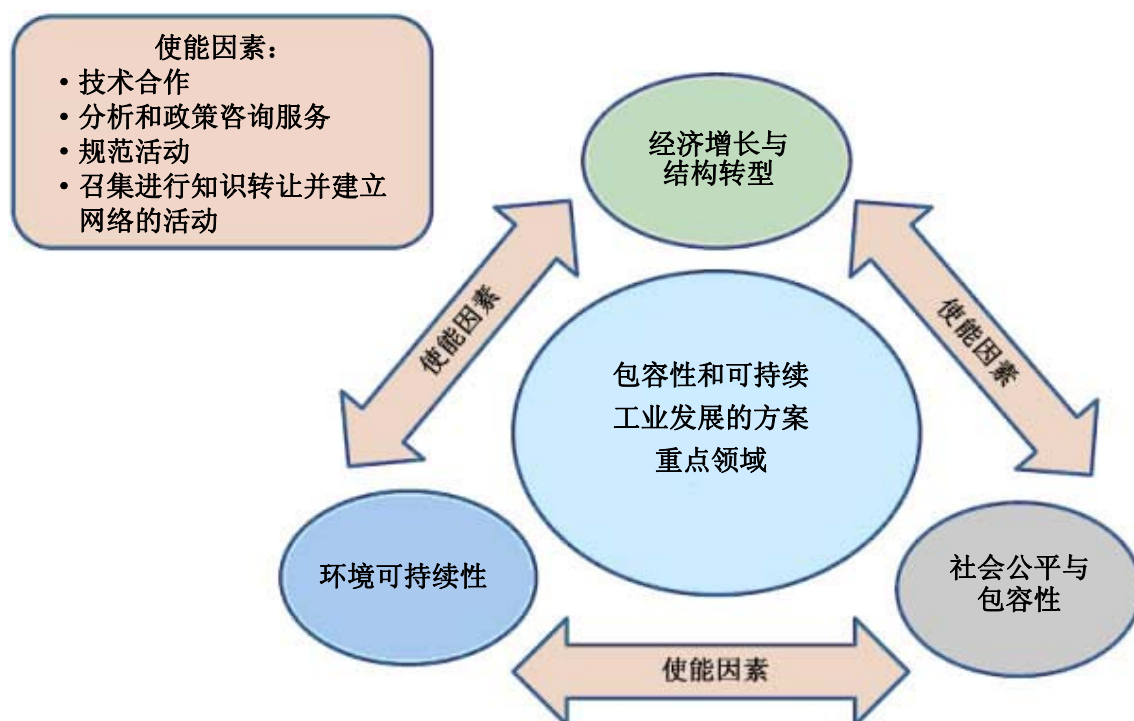 使能因素：
• 技术合作
• 分析和政策咨询服务
• 规范活动
• 召集进行知识转让并建立
网络的活动
经济增长与
结构转型
使能因素
使能因素
包容性和可持续
工业发展的方案
重点领域
环境可持续性
社会公平与
包容性
使能因素